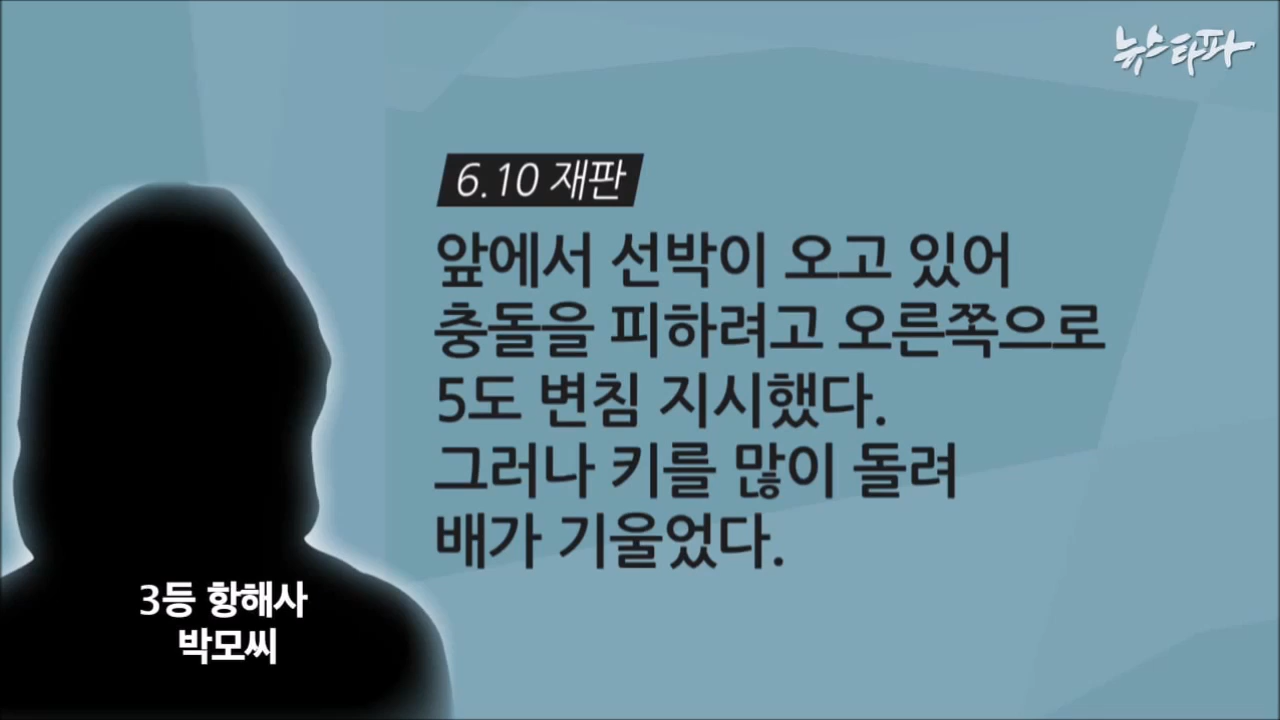 뉴스타파
6.10 재판
앞에서 선박이 오고 있어
충돌을 피하려고 오른쪽으로
5도 변침 지시했다.
그러나 키를 많이 돌려
배가 기울었다.
3등 항해사
박모씨